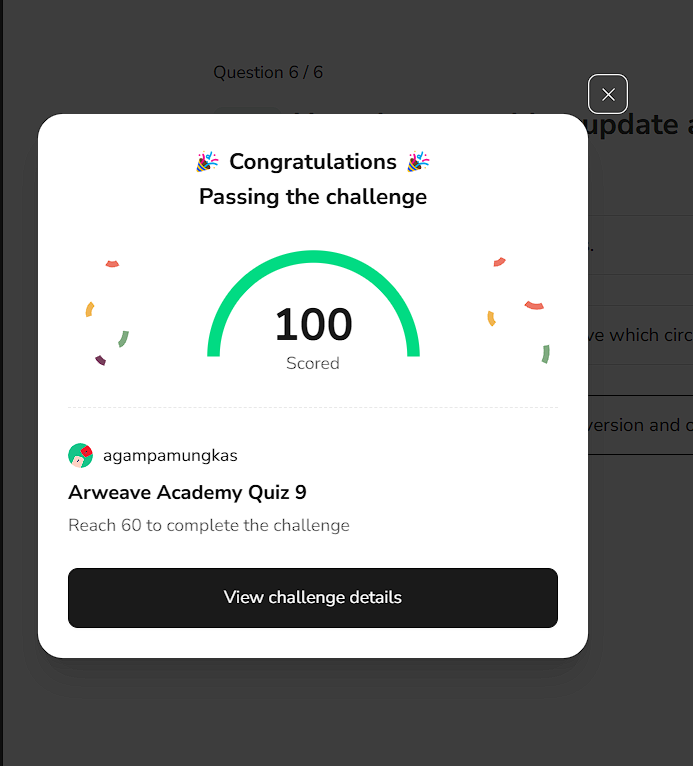 Question 6 / 6
update a
🎉 Congratulations 🎉
Passing the challenge
100
Scored
which circ
version and c
agampamungkas
Arweave Academy Quiz 9
Reach 60 to complete the challenge
View challenge details